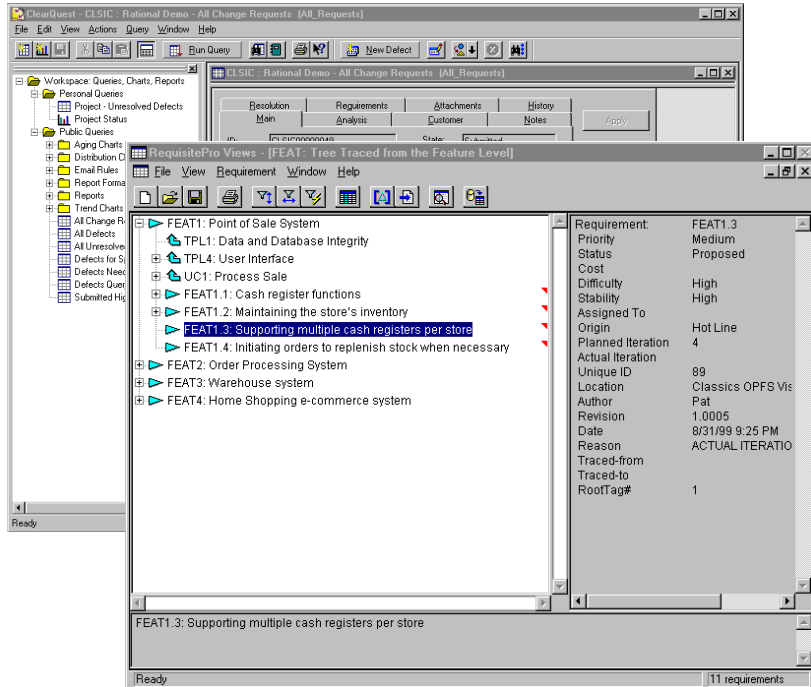 ClearQuest - CLSIC : Rational Demo - All Change Requests (All_Requests)
File Edit View Actions Query Window Help
Run Query New Defect
Workspace: Queries, Charts, Reports
Personal Queries
Project - Unresolved Defects
Project Status
Public Queries
Aging Charts
Distribution C
Email Rules
Report Forma
Reports
Trend Charts
All Change R
All Defects
All Unresolve
Defects for S
Defects Need
Defects Quer
Submitted Hig
Ready
CLSIC : Rational Demo - All Change Requests (All_Requests)
Resolution Requirements Attachments History
Main Analysis Customer Notes
Apply
ID: CLSIC00000049 State: Submitted
RequisitePro Views - [FEAT: Tree Traced from the Feature Level]
File View Requirement Window Help
FEAT1: Point of Sale System
TPL1: Data and Database Integrity
TPL4: User Interface
UC1: Process Sale
FEAT1.1: Cash register functions
FEAT1.2: Maintaining the store's inventory
FEAT1.3: Supporting multiple cash registers per store
FEAT1.4: Initiating orders to replenish stock when necessary
FEAT2: Order Processing System
FEAT3: Warehouse system
FEAT4: Home Shopping e-commerce system
Requirement: FEAT1.3
Priority Medium
Status Proposed
Cost
Difficulty High
Stability High
Assigned To
Origin Hot Line
Planned Iteration 4
Actual Iteration
Unique ID 89
Location Classics OPFS Vis
Author Pat
Revision 1.0005
Date 8/31/99 9:25 PM
Reason ACTUAL ITERATIO
Traced-from
Traced-to
RootTag# 1
FEAT1.3: Supporting multiple cash registers per store
Ready 11 requirements